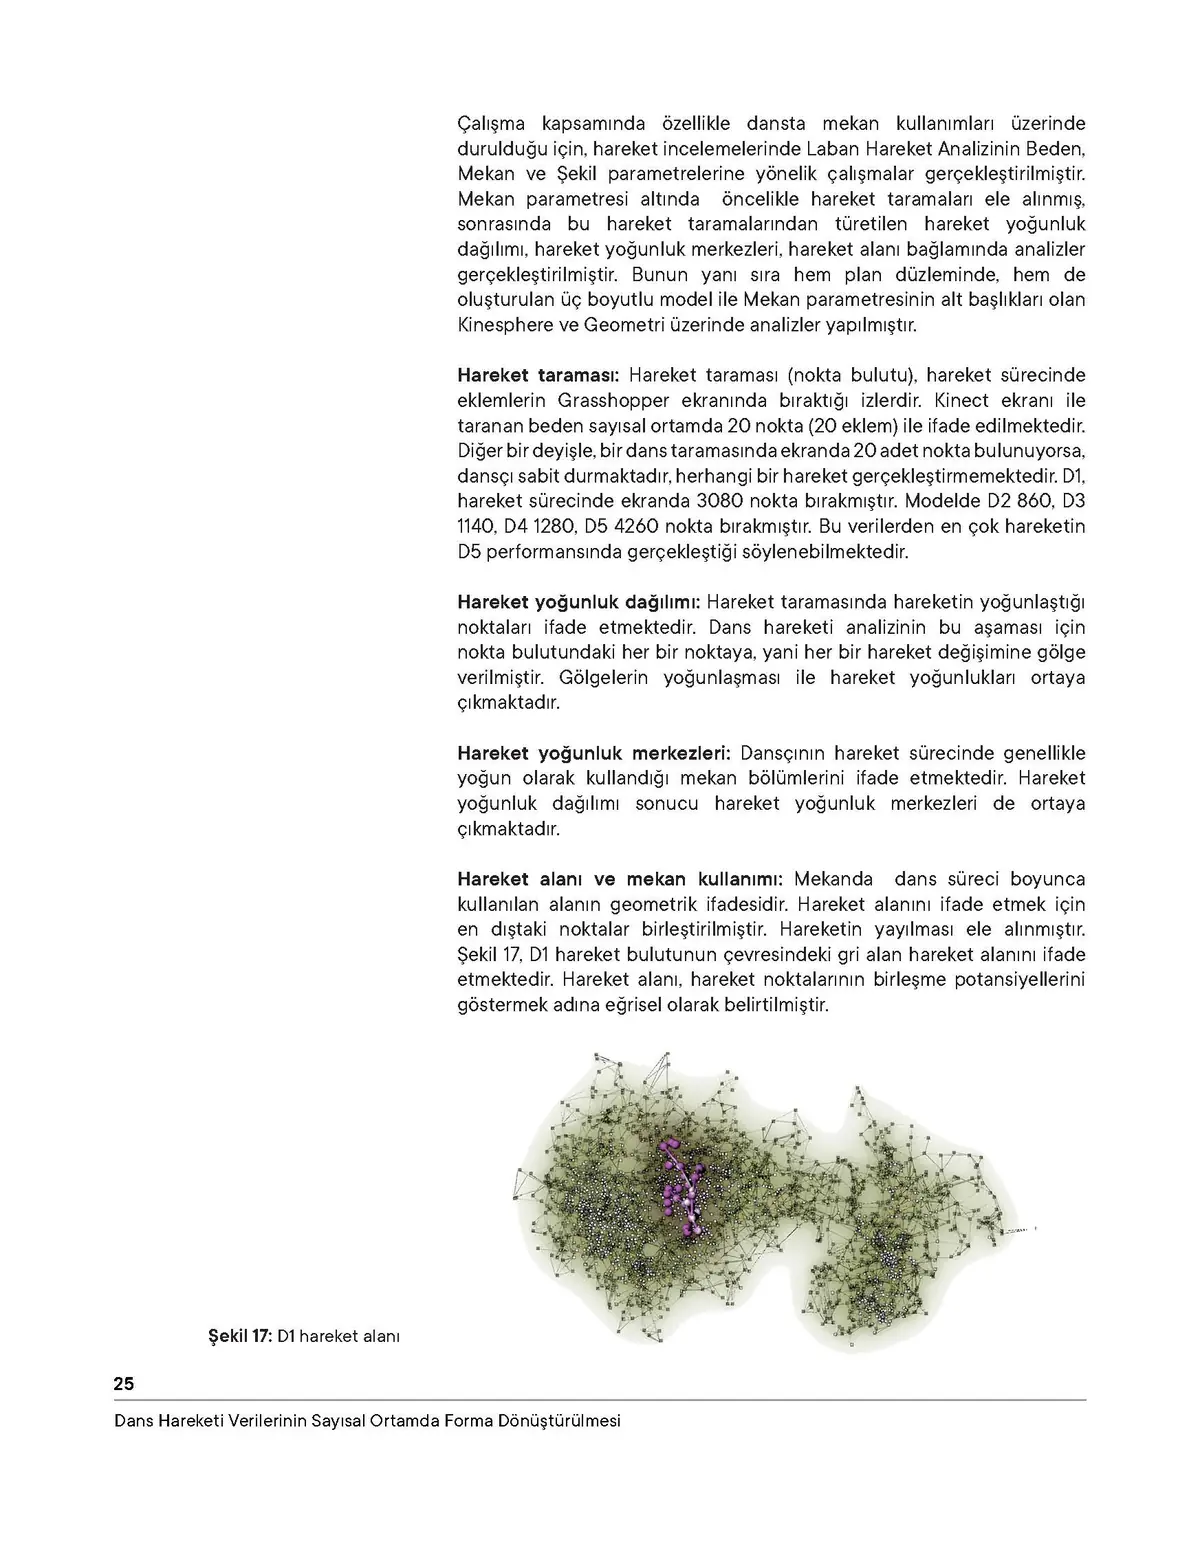 Çalışma kapsamında özellikle dansta mekan kullanımları üzerinde
durulduğu için, hareket incelemelerinde Laban Hareket Analizinin Beden,
Mekan ve Şekil parametrelerine yönelik çalışmalar gerçekleştirilmiştir.
Mekan parametresi altında öncelikle hareket taramaları ele alınmış,
sonrasında bu hareket taramalarından türetilen hareket yoğunluk
dağılımı, hareket yoğunluk merkezleri, hareket alanı bağlamında analizler
gerçekleştirilmiştir. Bunun yanı sıra hem plan düzleminde, hem de
oluşturulan üç boyutlu model ile Mekan parametresinin alt başlıkları olan
Kinesphere ve Geometri üzerinde analizler yapılmıştır.
Hareket taraması: Hareket taraması (nokta bulutu), hareket sürecinde
eklemlerin Grasshopper ekranında bıraktığı izlerdir. Kinect ekranı ile
taranan beden sayısal ortamda 20 nokta (20 eklem) ile ifade edilmektedir.
Diğer bir deyişle, bir dans taramasında ekranda 20 adet nokta bulunuyorsa,
dansçı sabit durmaktadır, herhangi bir hareket gerçekleştirmemektedir. D1,
hareket sürecinde ekranda 3080 nokta bırakmıştır. Modelde D2 860, D3
1140, D4 1280, D5 4260 nokta bırakmıştır. Bu verilerden en çok hareketin
D5 performansında gerçekleştiği söylenebilmektedir.
Hareket yoğunluk dağılımı: Hareket taramasında hareketin yoğunlaştığı
noktaları ifade etmektedir. Dans hareketi analizinin bu aşaması için
nokta bulutundaki her bir noktaya, yani her bir hareket değişimine gölge
verilmiştir. Gölgelerin yoğunlaşması ile hareket yoğunlukları ortaya
çıkmaktadır.
Hareket yoğunluk merkezleri: Dansçının hareket sürecinde genellikle
yoğun olarak kullandığı mekan bölümlerini ifade etmektedir. Hareket
yoğunluk dağılımı sonucu hareket yoğunluk merkezleri de ortaya
çıkmaktadır.
Hareket alanı ve mekan kullanımı: Mekanda dans süreci boyunca
kullanılan alanın geometrik ifadesidir. Hareket alanını ifade etmek için
en dıştaki noktalar birleştirilmiştir. Hareketin yayılması ele alınmıştır.
Şekil 17, D1 hareket bulutunun çevresindeki gri alan hareket alanını ifade
etmektedir. Hareket alanı, hareket noktalarının birleşme potansiyellerini
göstermek adına eğrisel olarak belirtilmiştir.
Şekil 17: D1 hareket alanı
25
Dans Hareketi Verilerinin Sayısal Ortamda Forma Dönüştürülmesi